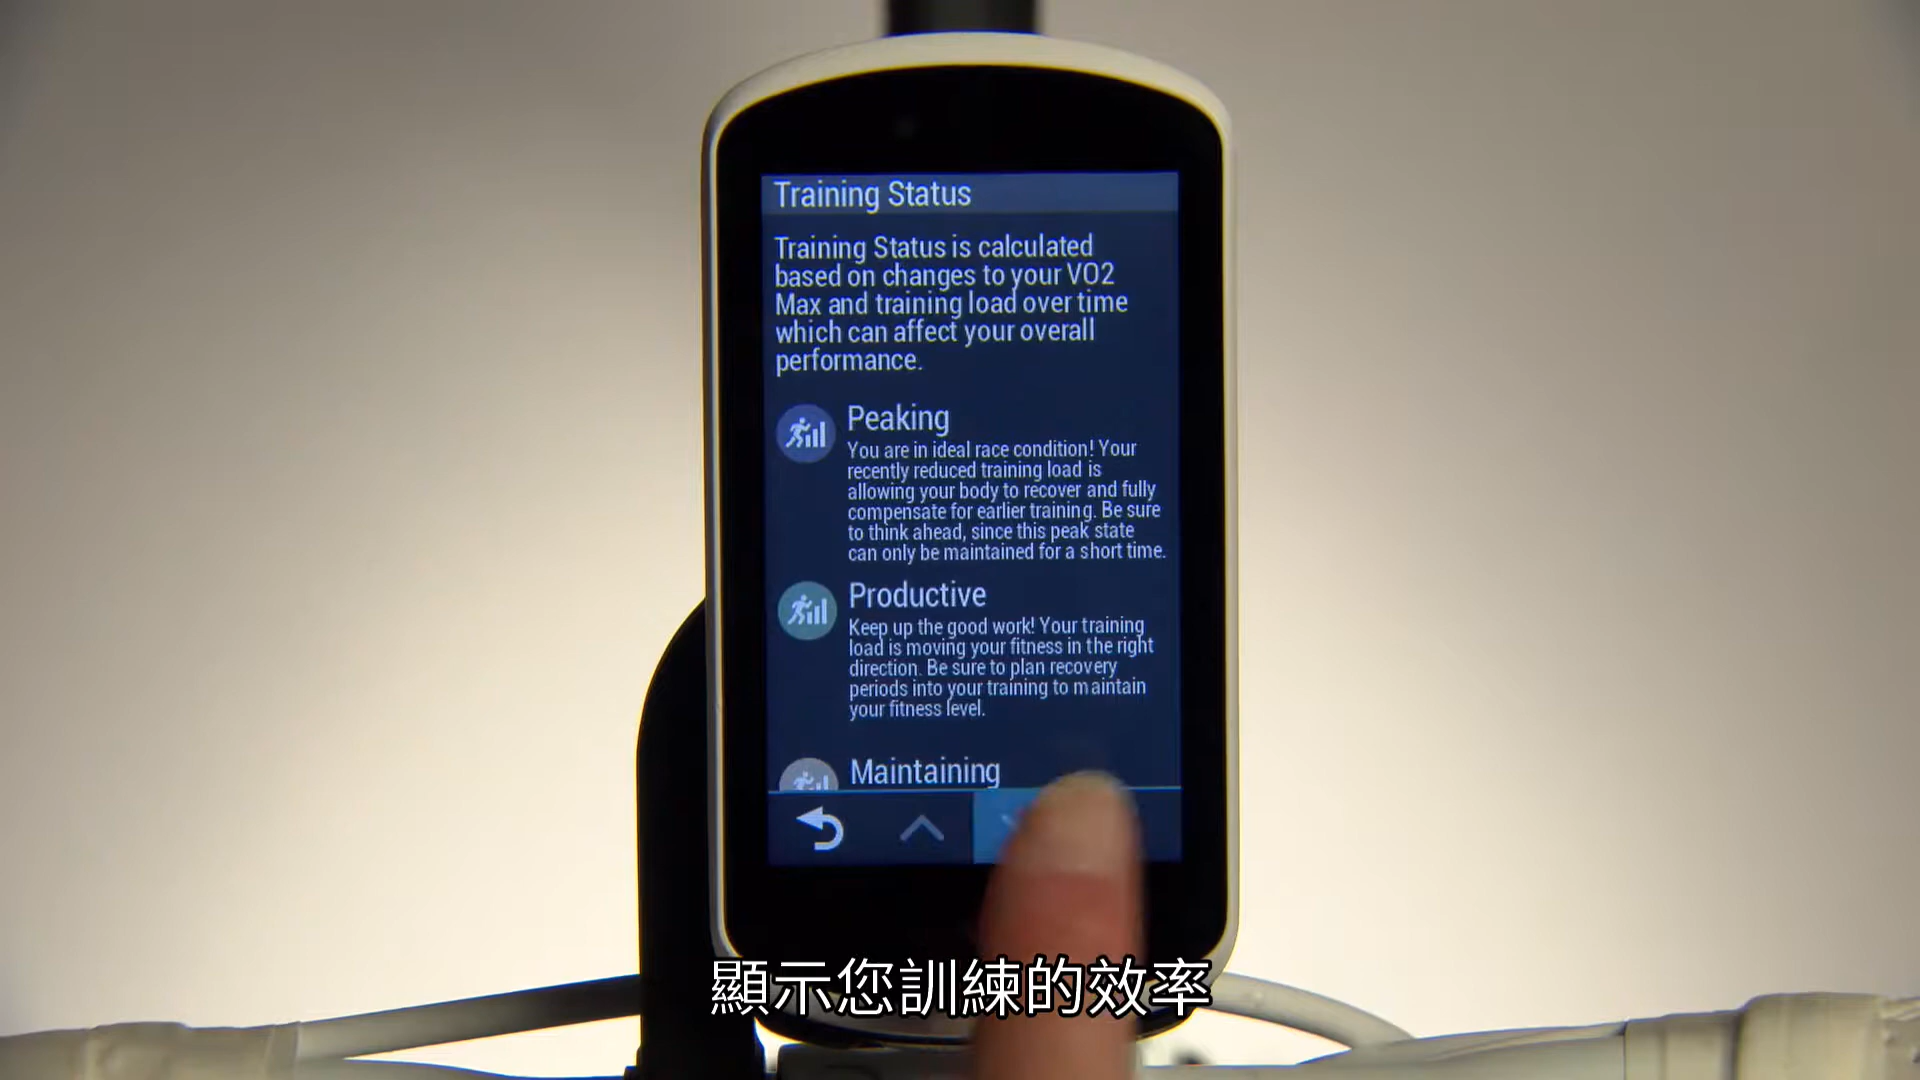 Training Status
Training Status is calculated
based on changes to your VO2
Max and training load over time
which can affect your overall
performance.
Peaking
You are in ideal race condition! Your
recently reduced training load is
allowing your body to recover and fully
compensate for earlier training. Be sure
to think ahead, since this peak state
can only be maintained for a short time.
Productive
Keep up the good work! Your training
load is moving your fitness in the right
direction. Be sure to plan recovery
periods into your training to maintain
your fitness level.
Maintaining
顯示您訓練的效率